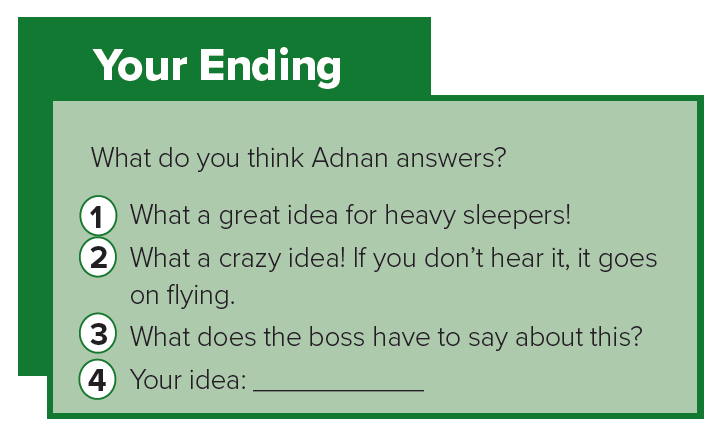 Your Ending
What do you think Adnan answers?
1 What a great idea for heavy sleepers!
2 What a crazy idea! If you don’t hear it, it goes
on flying.
3 What does the boss have to say about this?
4 Your idea: ____________